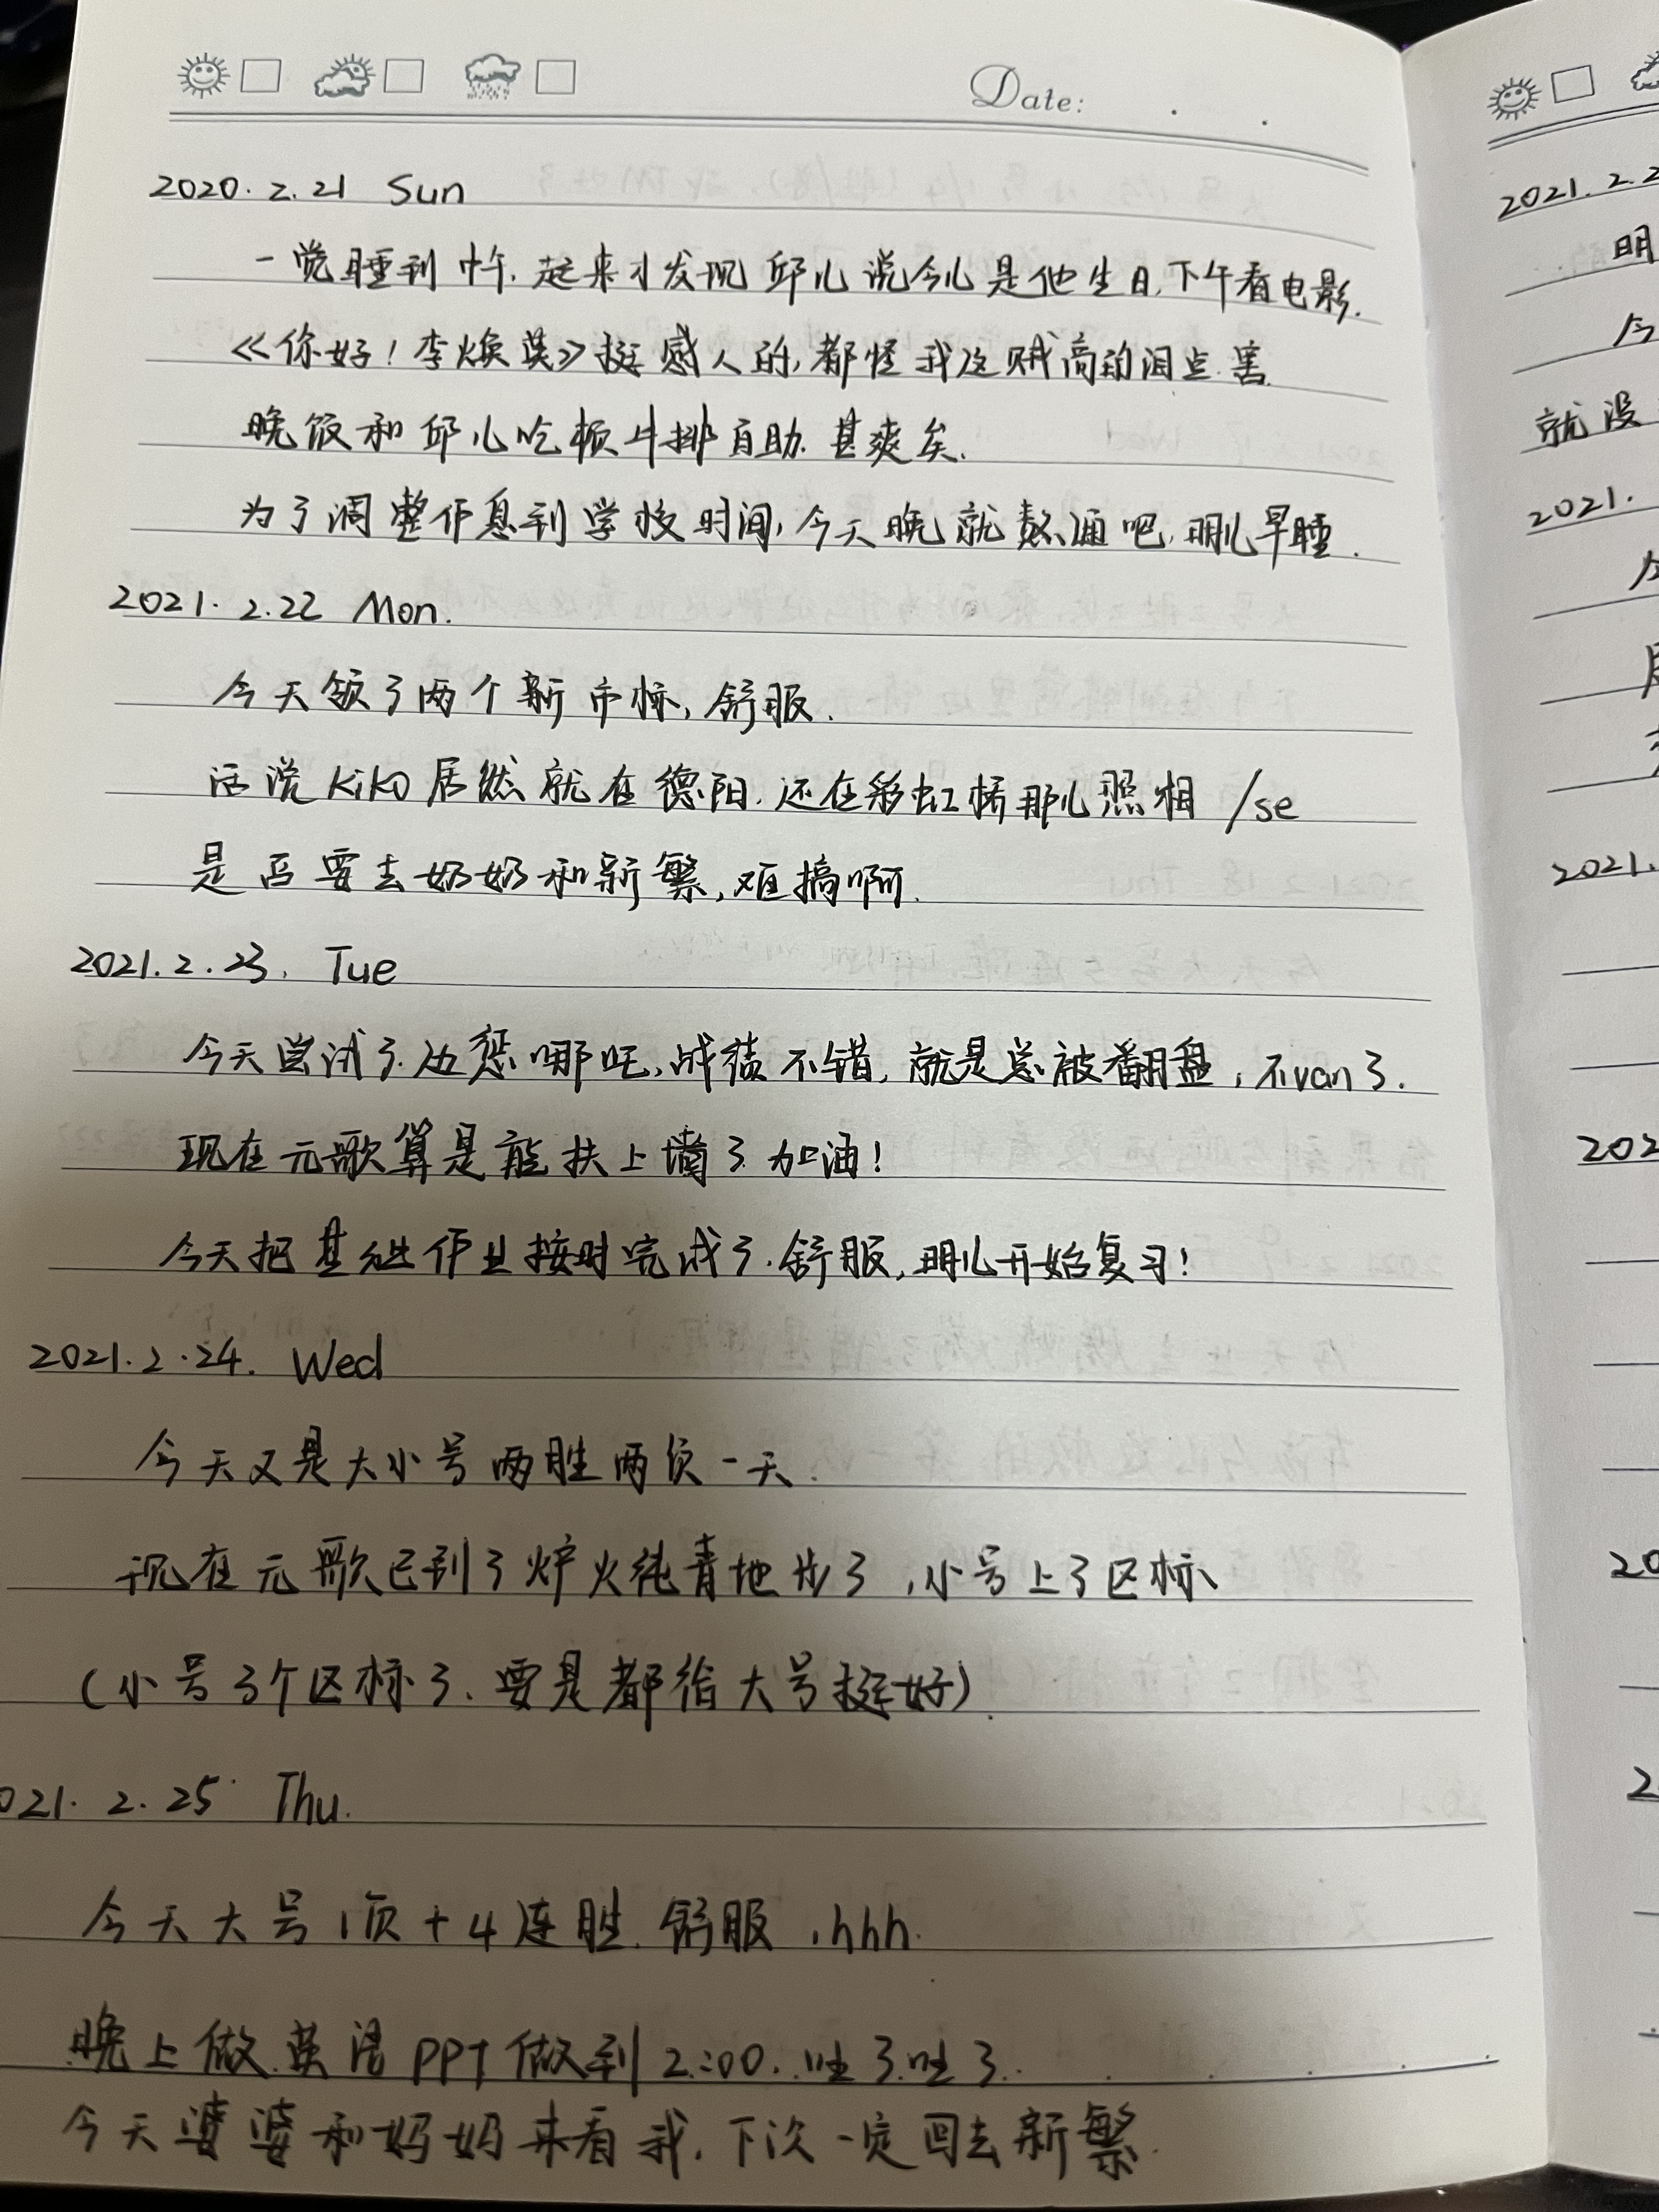 Date:
2020.2.21 Sun
一觉睡到中午,起来才发现邱儿说今儿是他生日,下午看电影.
《你好!李焕英》挺感人的,都怪我这贼高的泪点.害
晚饭和邱儿吃顿牛排自助.甚爽矣.
为了调整作息到学校时间,今天晚就熬通吧,明儿早睡.
2021.2.22 Mon.
今天领了两个新市标,舒服.
话说kiko居然就在德阳.还在彩虹桥那儿照相 /se
是否要去奶奶和新繁,难搞啊.
2021.2.23. Tue
今天尝试了.边惩哪吒,战绩不错,就是总被翻盘,不van了.
现在元歌算是能扶上墙了.加油!
今天把基础作业按时完成了.舒服,明儿开始复习!
2021.2.24. Wed
今天又是大小号两胜两负一天.
现在元歌已到了炉火纯青地步了,小号上了区标、
(小号3个区标了、要是都给大号挺好).
021.2.25 Thu.
今天大号1负+4连胜.舒服,hhh.
晚上做英语PPT做到2:00..吐了吐了.
今天婆婆和妈妈来看我.下次一定回去新繁.
2021.2.2
明
今
就没
2021.
今
2021.
202
20
2